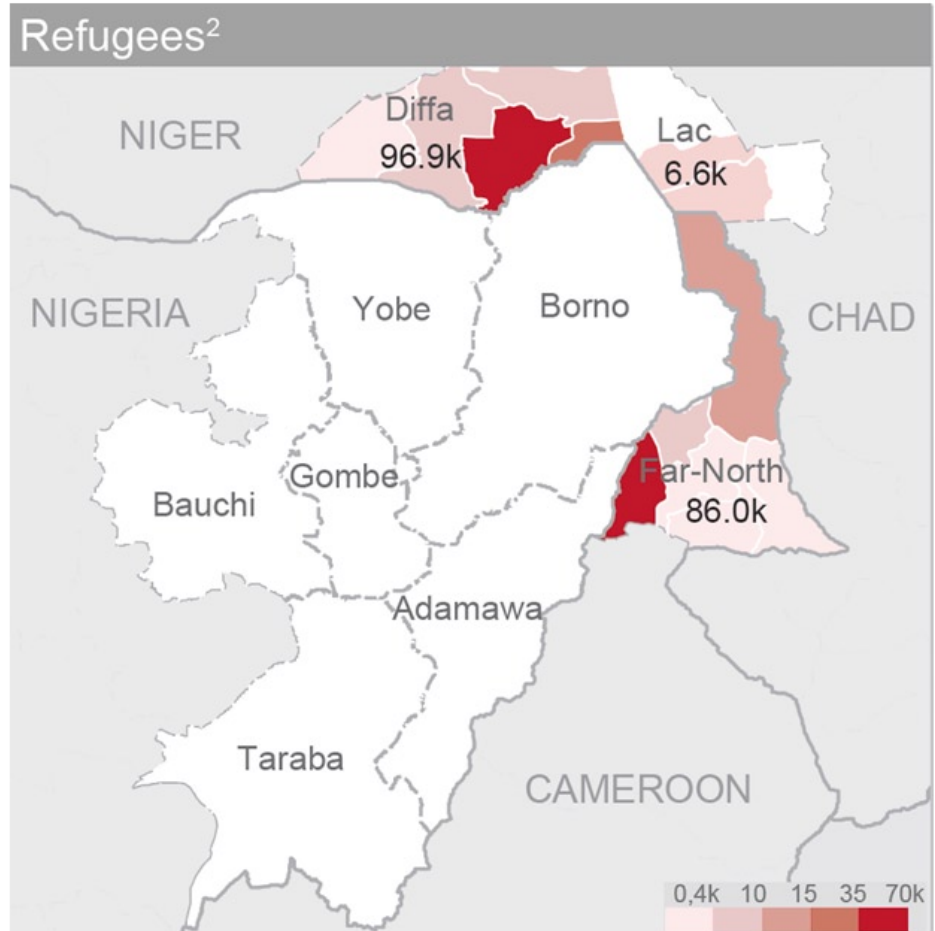 Refugees²
Diffa
NIGER
Lac
96.9k
6.6k
NIGERIA
Yobe
Borno
CHAD
Gombe
Far-North
Bauchi
86.0k
Adamawa
Taraba
CAMEROON
0,4k 10 15 35 70k